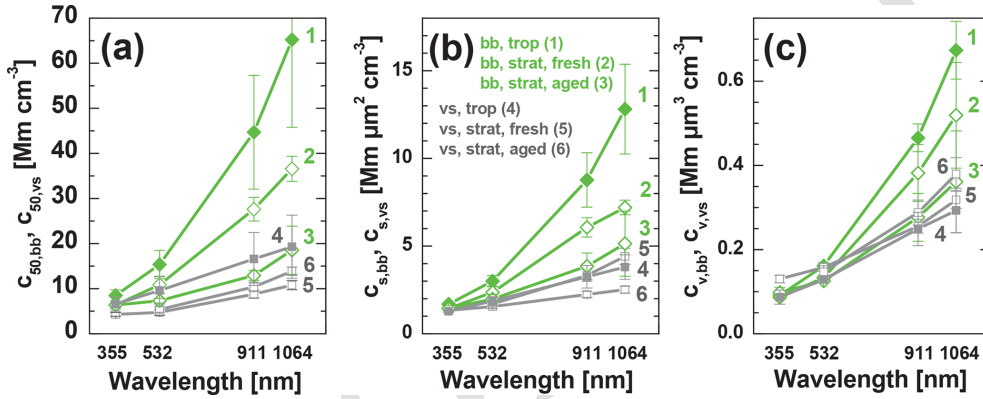 (a)
c50,bb, c50,vs [Mm cm-3]
70
60
50
40
30
20
10
0
1
2
4
3
6
5
355 532 911 1064
Wavelength [nm]
(b)
bb, trop (1)
bb, strat, fresh (2)
bb, strat, aged (3)
vs, trop (4)
vs, strat, fresh (5)
vs, strat, aged (6)
cs,bb, cs,vs [Mm µm2 cm-3]
15
10
5
0
1
2
3
5
4
6
355 532 911 1064
Wavelength [nm]
(c)
cv,bb, cv,vs [Mm µm3 cm-3]
0.6
0.4
0.2
0.0
1
2
6
3
5
4
355 532 911 1064
Wavelength [nm]